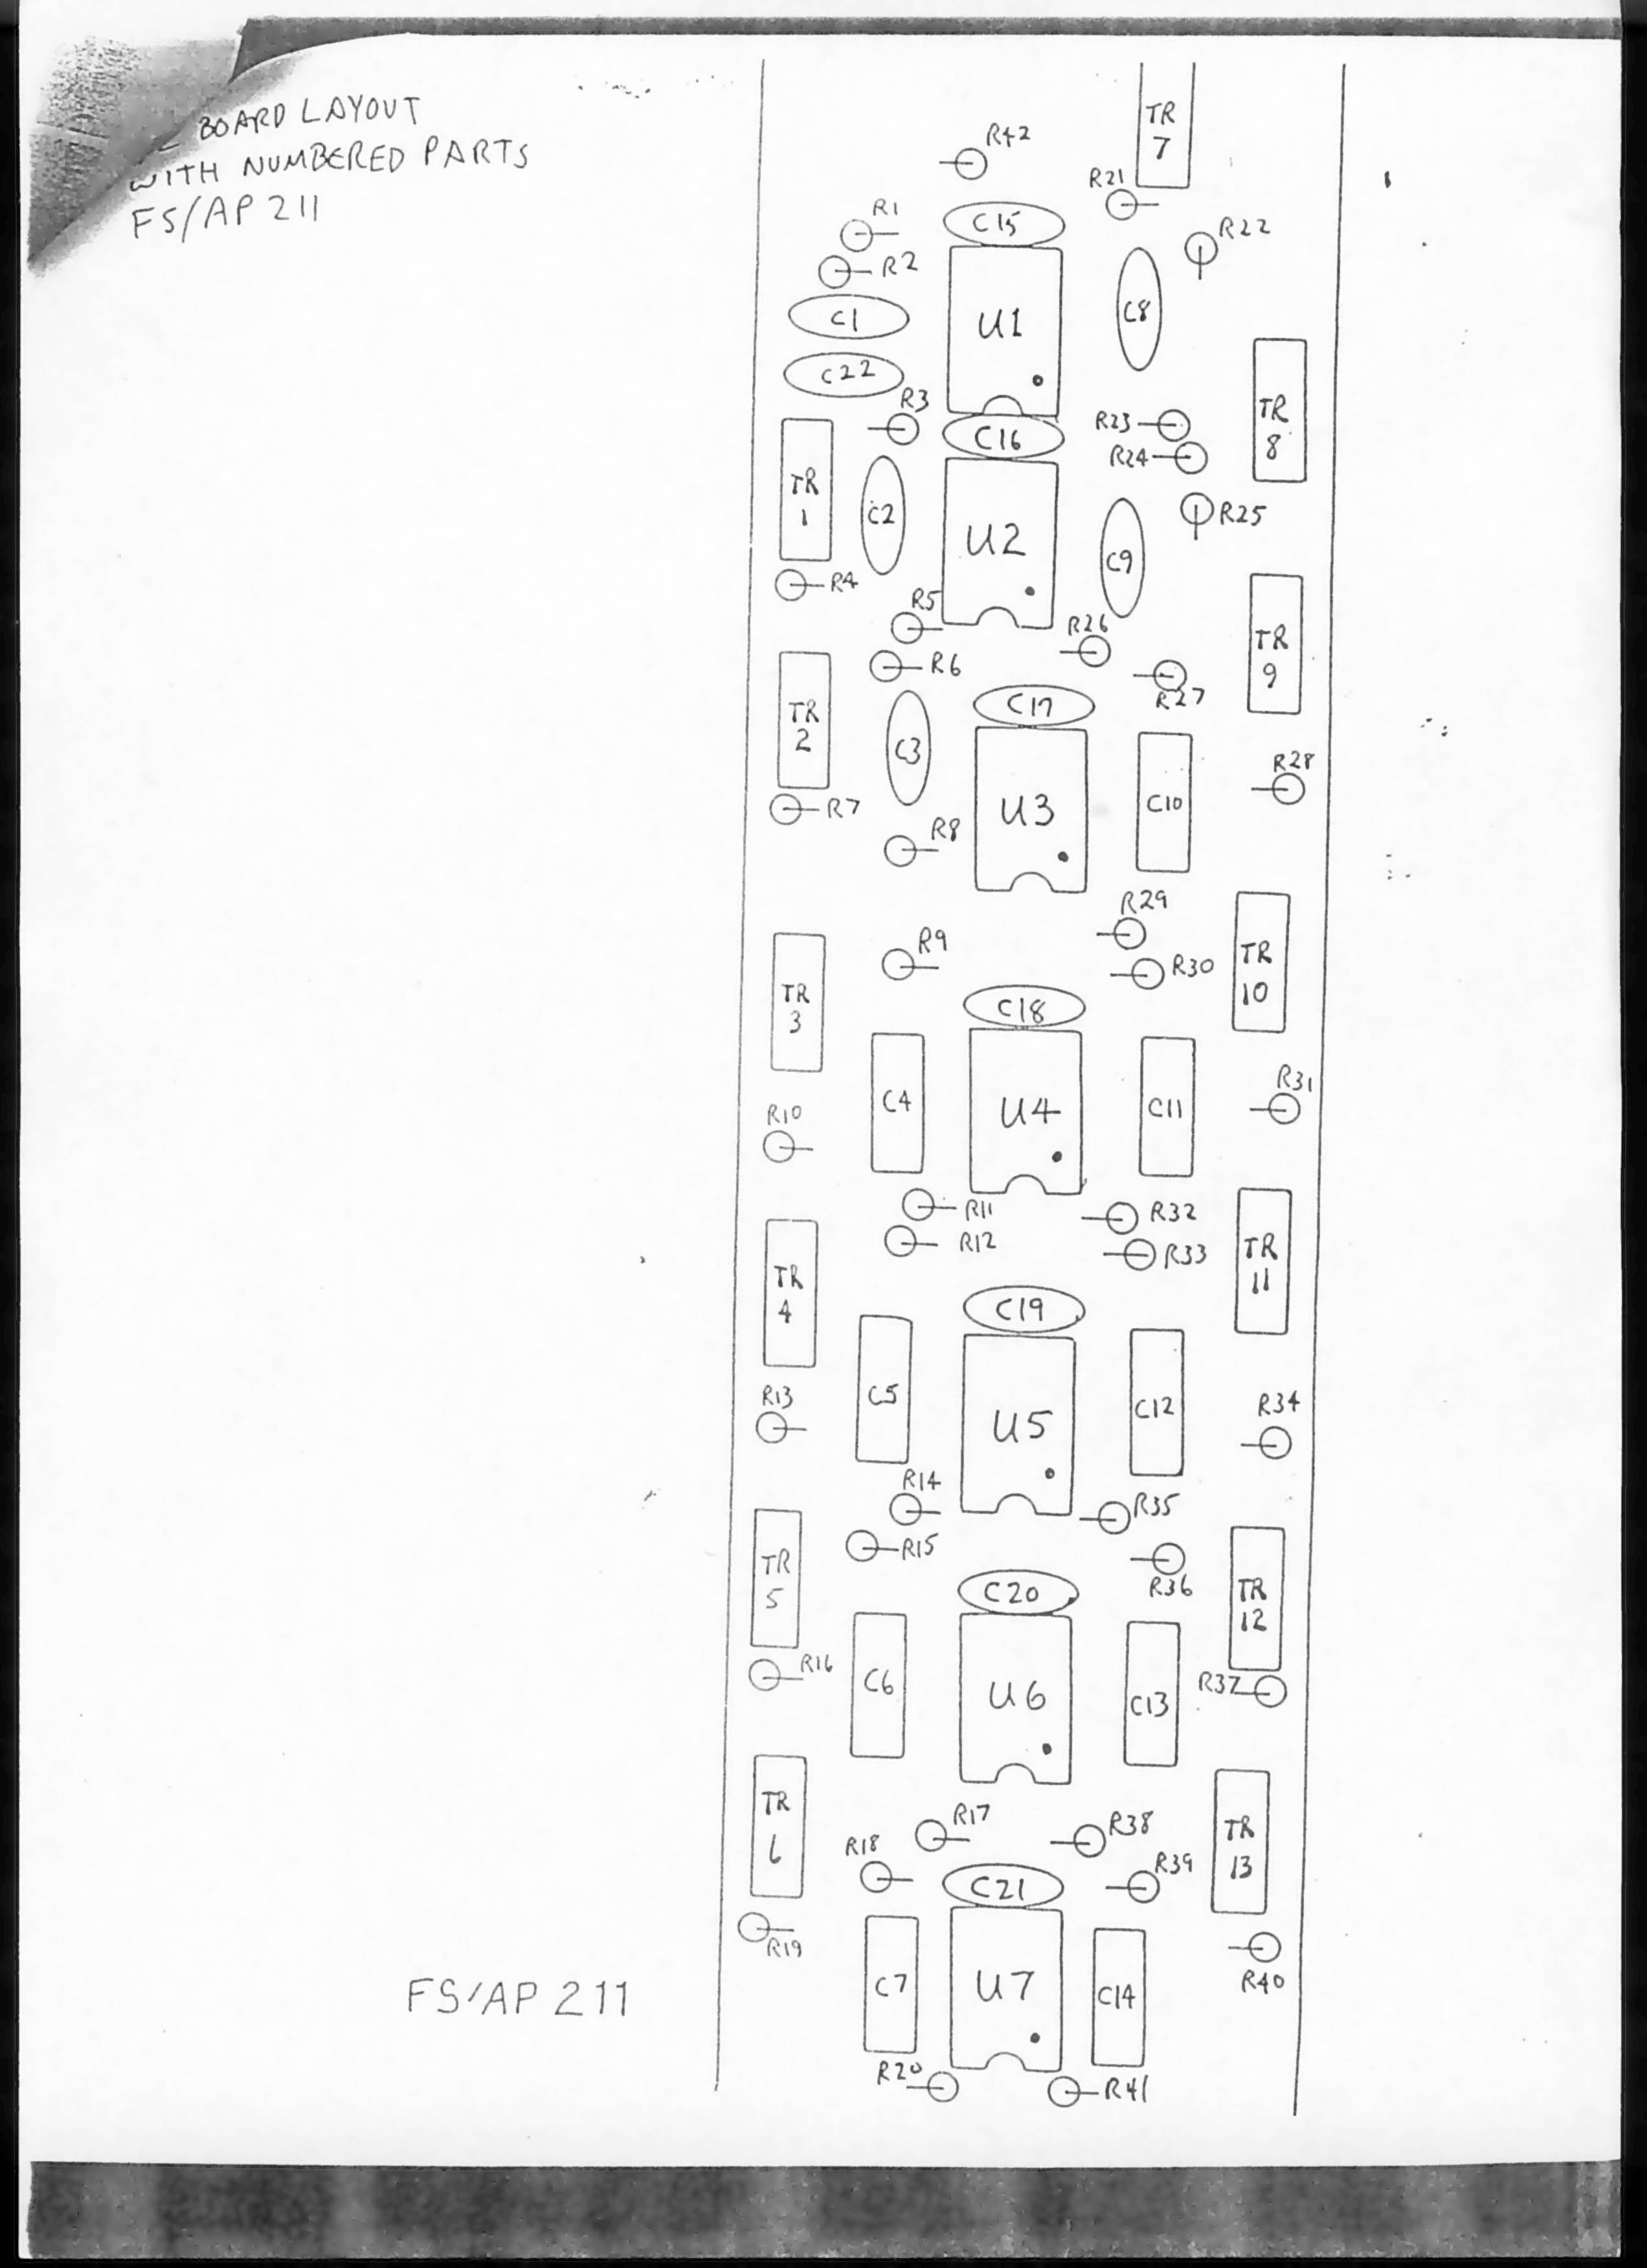 BOARD LAYOUT
WITH NUMBERED PARTS
FS/AP 211
TR
7
R42
R21
R1
C15
R22
R2
C1
U1
C8
C22
R3
TR
8
R23
C16
R24
TR
1
C2
U2
R25
C9
R4
R5
R26
TR
9
R6
R27
TR
2
C17
C3
R28
U3
C10
R7
R8
R29
R9
R30
TR
10
TR
3
C18
R31
C4
U4
C11
R10
R11
R32
R12
R33
TR
11
TR
4
C19
C5
C12
R13
U5
R34
R14
R35
R15
R36
TR
5
C20
TR
12
R16
C6
U6
C13
R37
TR
6
R17
R38
TR
13
R18
R39
C21
R19
R40
C7
U7
C14
FS/AP 211
R20
R41